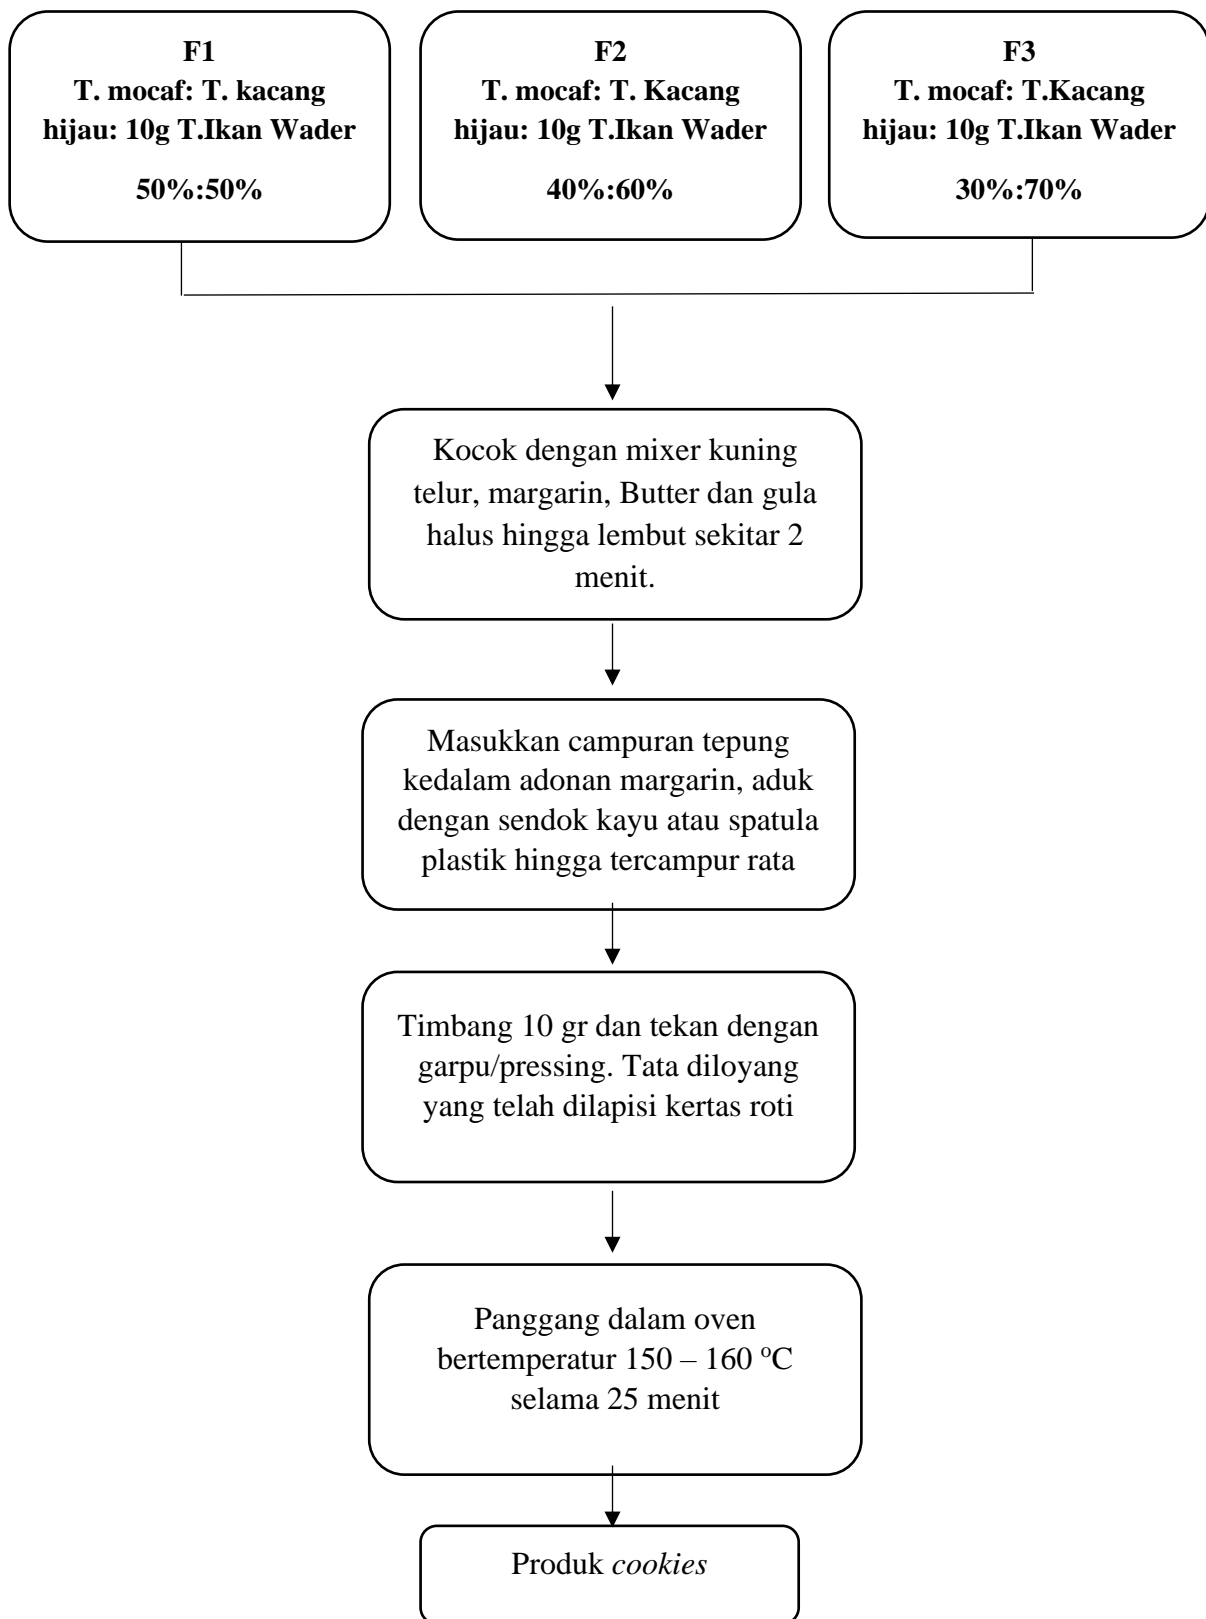 F1
T. mocaf: T. kacang
hijau: 10g T.Ikan Wader
50%:50%
F2
T. mocaf: T. Kacang
hijau: 10g T.Ikan Wader
40%:60%
F3
T. mocaf: T.Kacang
hijau: 10g T.Ikan Wader
30%:70%
Kocok dengan mixer kuning
telur, margarin, Butter dan gula
halus hingga lembut sekitar 2
menit.
Masukkan campuran tepung
kedalam adonan margarin, aduk
dengan sendok kayu atau spatula
plastik hingga tercampur rata
Timbang 10 gr dan tekan dengan
garpu/pressing. Tata diloyang
yang telah dilapisi kertas roti
Panggang dalam oven
bertemperatur 150 – 160 ºC
selama 25 menit
Produk cookies